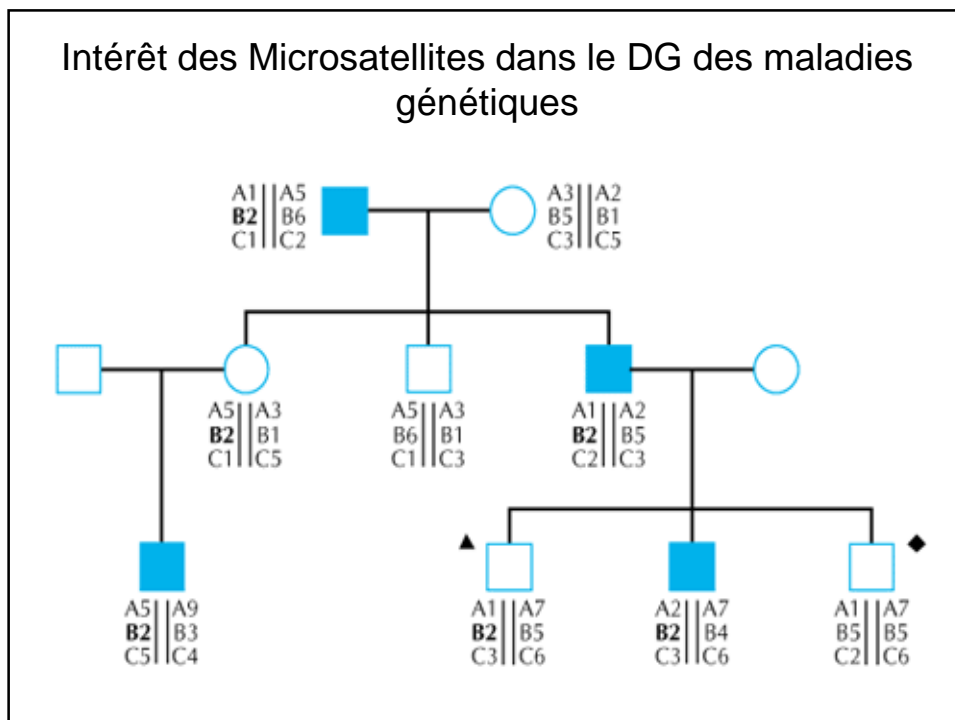 Intérêt des Microsatellites dans le DG des maladies
génétiques
A1 A5
B2 B6
C1 C2
A3 A2
B5 B1
C3 C5
A5 A3
B2 B1
C1 C5
A5 A3
B6 B1
C1 C3
A1 A2
B2 B5
C2 C3
▲
◆
A5 A9
B2 B3
C5 C4
A1 A7
B2 B5
C3 C6
A2 A7
B2 B4
C3 C6
A1 A7
B5 B5
C2 C6